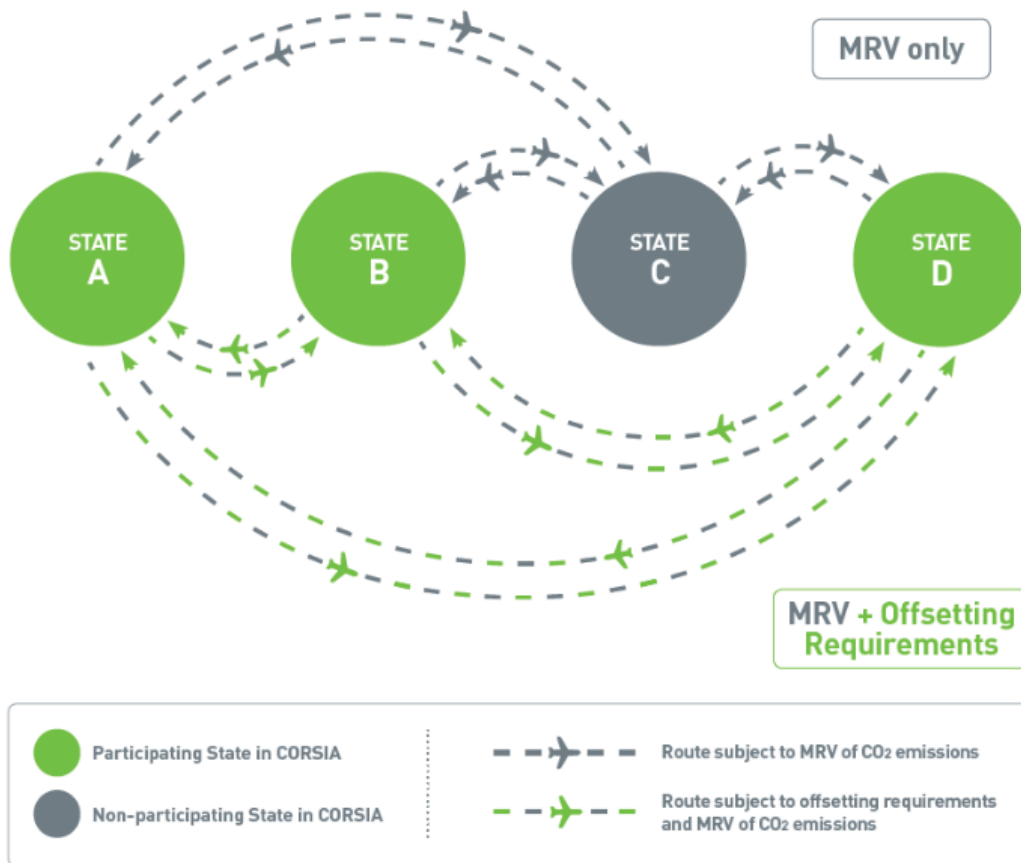 MRV only
STATE
A
STATE
B
STATE
C
STATE
D
MRV + Offsetting
Requirements
Participating State in CORSIA
Non-participating State in CORSIA
Route subject to MRV of CO₂ emissions
Route subject to offsetting requirements
and MRV of CO₂ emissions